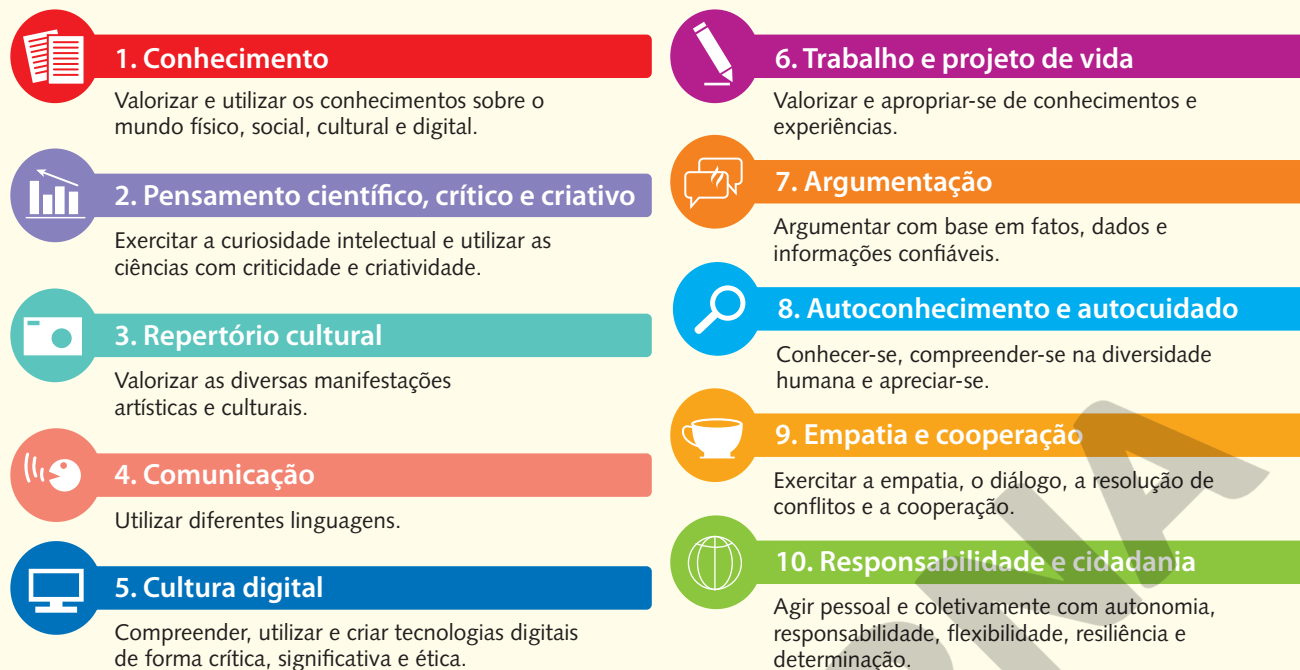 1. Conhecimento
Valorizar e utilizar os conhecimentos sobre o
mundo físico, social, cultural e digital.
2. Pensamento científico, crítico e criativo
Exercitar a curiosidade intelectual e utilizar as
ciências com criticidade e criatividade.
3. Repertório cultural
Valorizar as diversas manifestações
artísticas e culturais.
4. Comunicação
Utilizar diferentes linguagens.
5. Cultura digital
Compreender, utilizar e criar tecnologias digitais
de forma crítica, significativa e ética.
6. Trabalho e projeto de vida
Valorizar e apropriar-se de conhecimentos e
experiências.
7. Argumentação
Argumentar com base em fatos, dados e
informações confiáveis.
8. Autoconhecimento e autocuidado
Conhecer-se, compreender-se na diversidade
humana e apreciar-se.
9. Empatia e cooperação
Exercitar a empatia, o diálogo, a resolução de
conflitos e a cooperação.
10. Responsabilidade e cidadania
Agir pessoal e coletivamente com autonomia,
responsabilidade, flexibilidade, resiliência e
determinação.